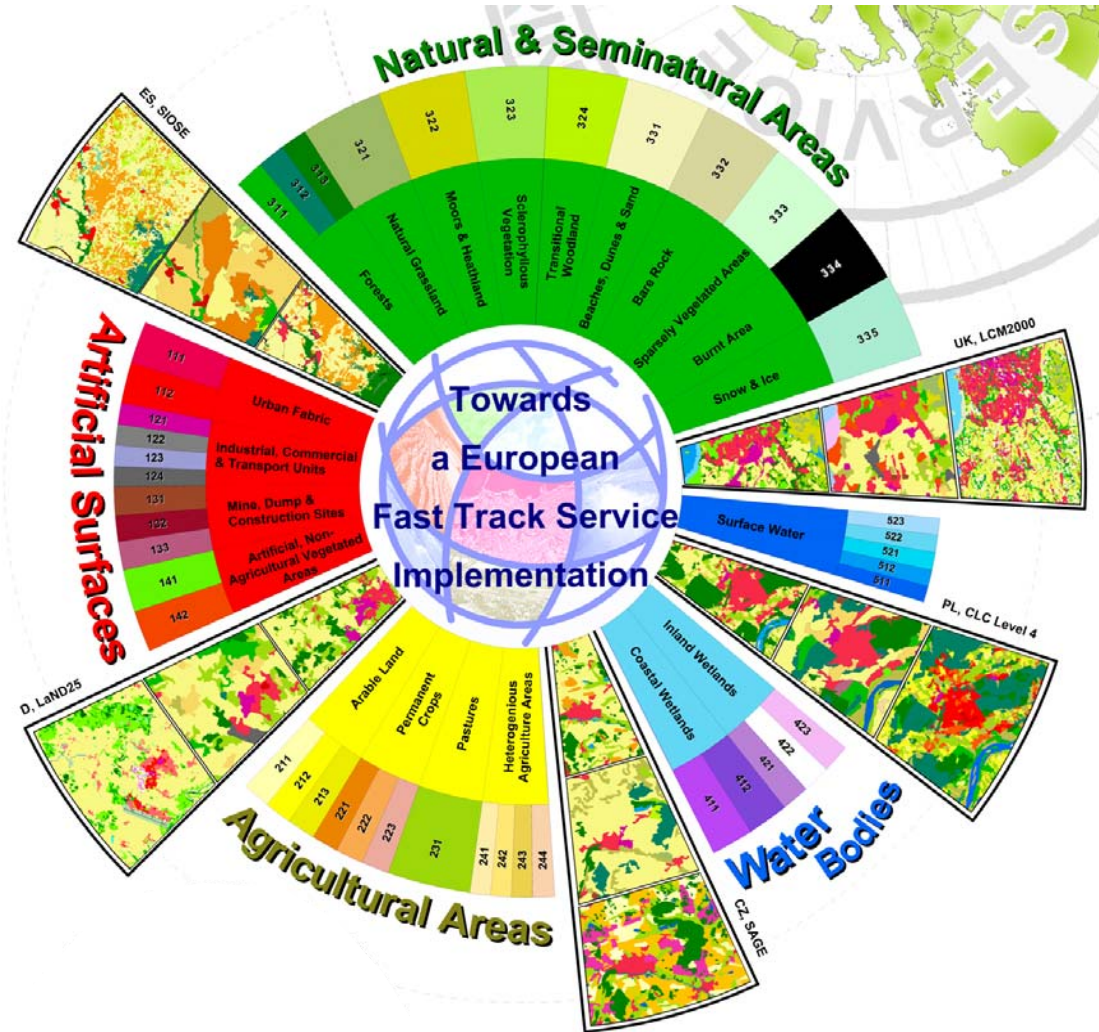 Natural & Seminatural Areas
311
312
313
321
322
323
324
331
332
333
334
335
Forests
Natural Grassland
Moors & Heathland
Sclerophyllous
Vegetation
Transitional
Woodland
Beaches, Dunes & Sand
Bare Rock
Sparsely Vegetated Areas
Burnt Area
Snow & Ice
ES, SIOSE
UK, LCM2000
Artificial Surfaces
111
112
121
122
123
124
131
132
133
141
142
Urban Fabric
Industrial, Commercial
& Transport Units
Mine, Dump &
Construction Sites
Artificial, Non-
Agricultural Vegetated
Areas
Towards
a European
Fast Track Service
Implementation
Surface Water
523
522
521
512
511
PL, CLC Level 4
Inland Wetlands
Coastal Wetlands
423
422
421
412
411
Water
Bodies
D, LaND25
Arable Land
Permanent
Crops
Pastures
Heterogenious
Agriculture Areas
211
212
213
221
222
223
231
241
242
243
244
Agricultural Areas
CZ, SAGE